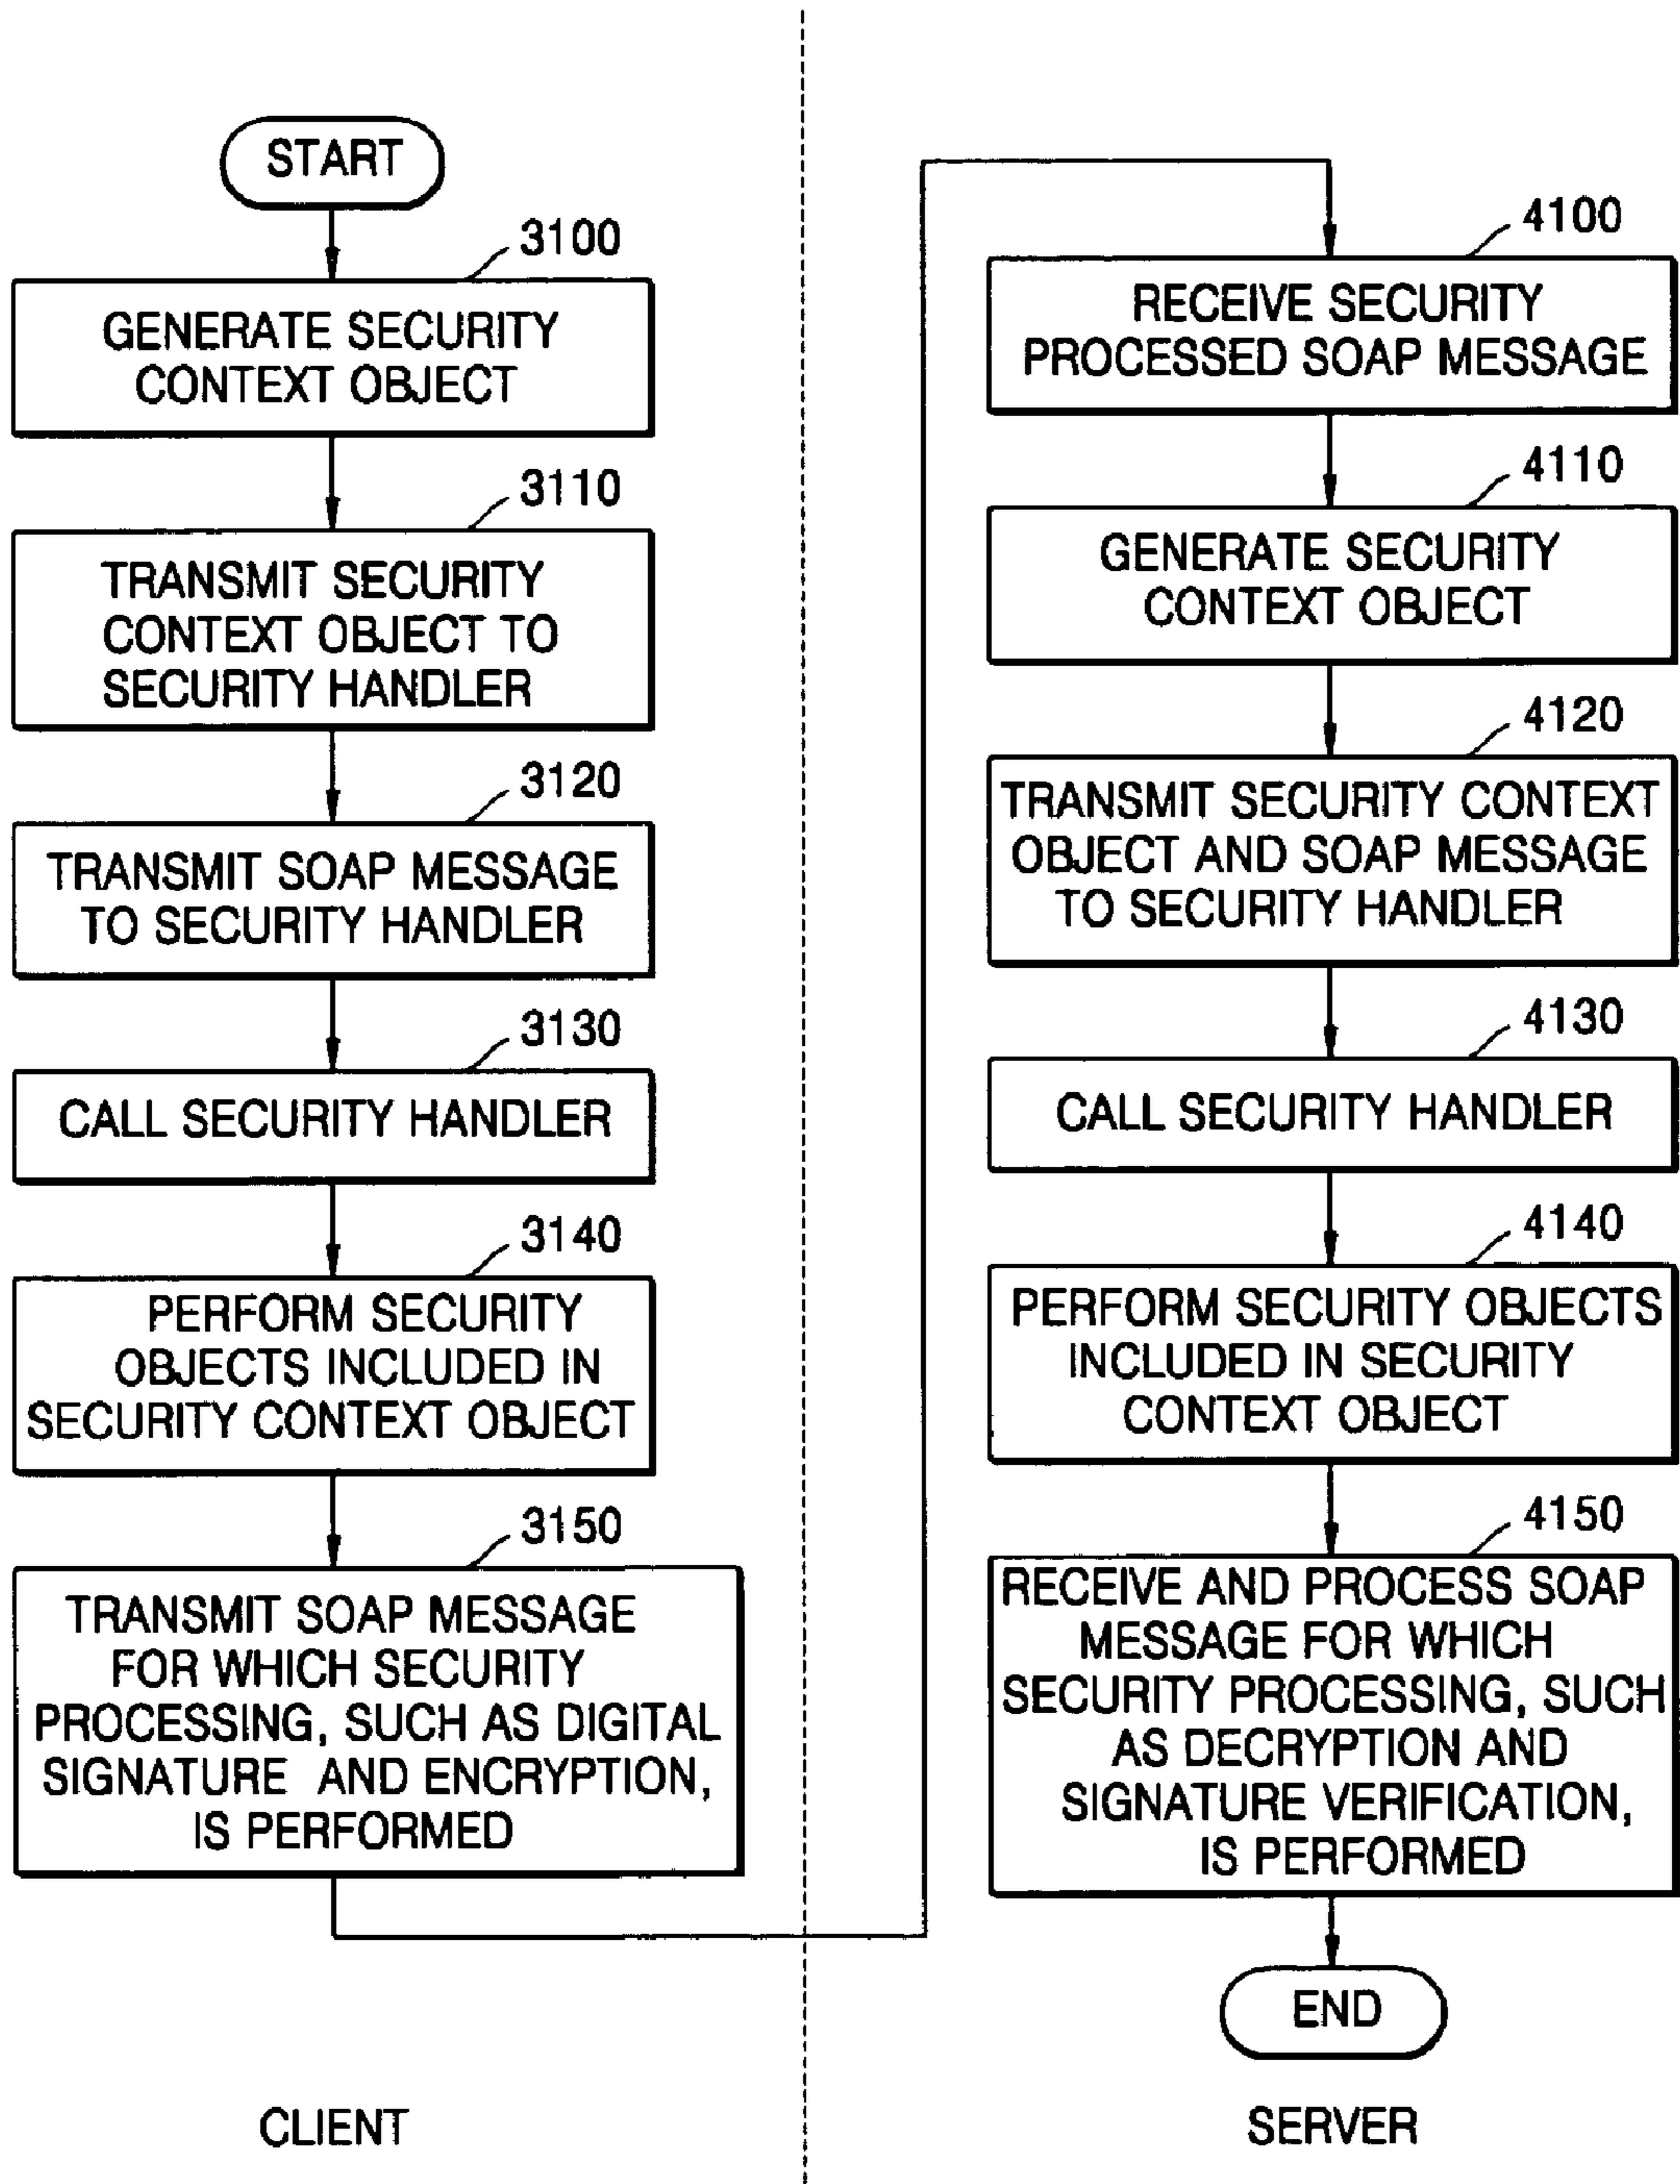 START
3100
GENERATE SECURITY
CONTEXT OBJECT
3110
TRANSMIT SECURITY
CONTEXT OBJECT TO
SECURITY HANDLER
3120
TRANSMIT SOAP MESSAGE
TO SECURITY HANDLER
3130
CALL SECURITY HANDLER
3140
PERFORM SECURITY
OBJECTS INCLUDED IN
SECURITY CONTEXT OBJECT
3150
TRANSMIT SOAP MESSAGE
FOR WHICH SECURITY
PROCESSING, SUCH AS DIGITAL
SIGNATURE AND ENCRYPTION,
IS PERFORMED
CLIENT
4100
RECEIVE SECURITY
PROCESSED SOAP MESSAGE
4110
GENERATE SECURITY
CONTEXT OBJECT
4120
TRANSMIT SECURITY CONTEXT
OBJECT AND SOAP MESSAGE
TO SECURITY HANDLER
4130
CALL SECURITY HANDLER
4140
PERFORM SECURITY OBJECTS
INCLUDED IN SECURITY
CONTEXT OBJECT
4150
RECEIVE AND PROCESS SOAP
MESSAGE FOR WHICH
SECURITY PROCESSING, SUCH
AS DECRYPTION AND
SIGNATURE VERIFICATION,
IS PERFORMED
END
SERVER